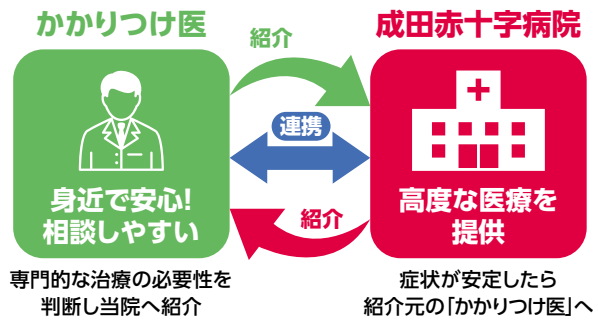 かかりつけ医
成田赤十字病院
紹介
連携
紹介
身近で安心!
相談しやすい
高度な医療を
提供
専門的な治療の必要性を
判断し当院へ紹介
症状が安定したら
紹介元の「かかりつけ医」へ